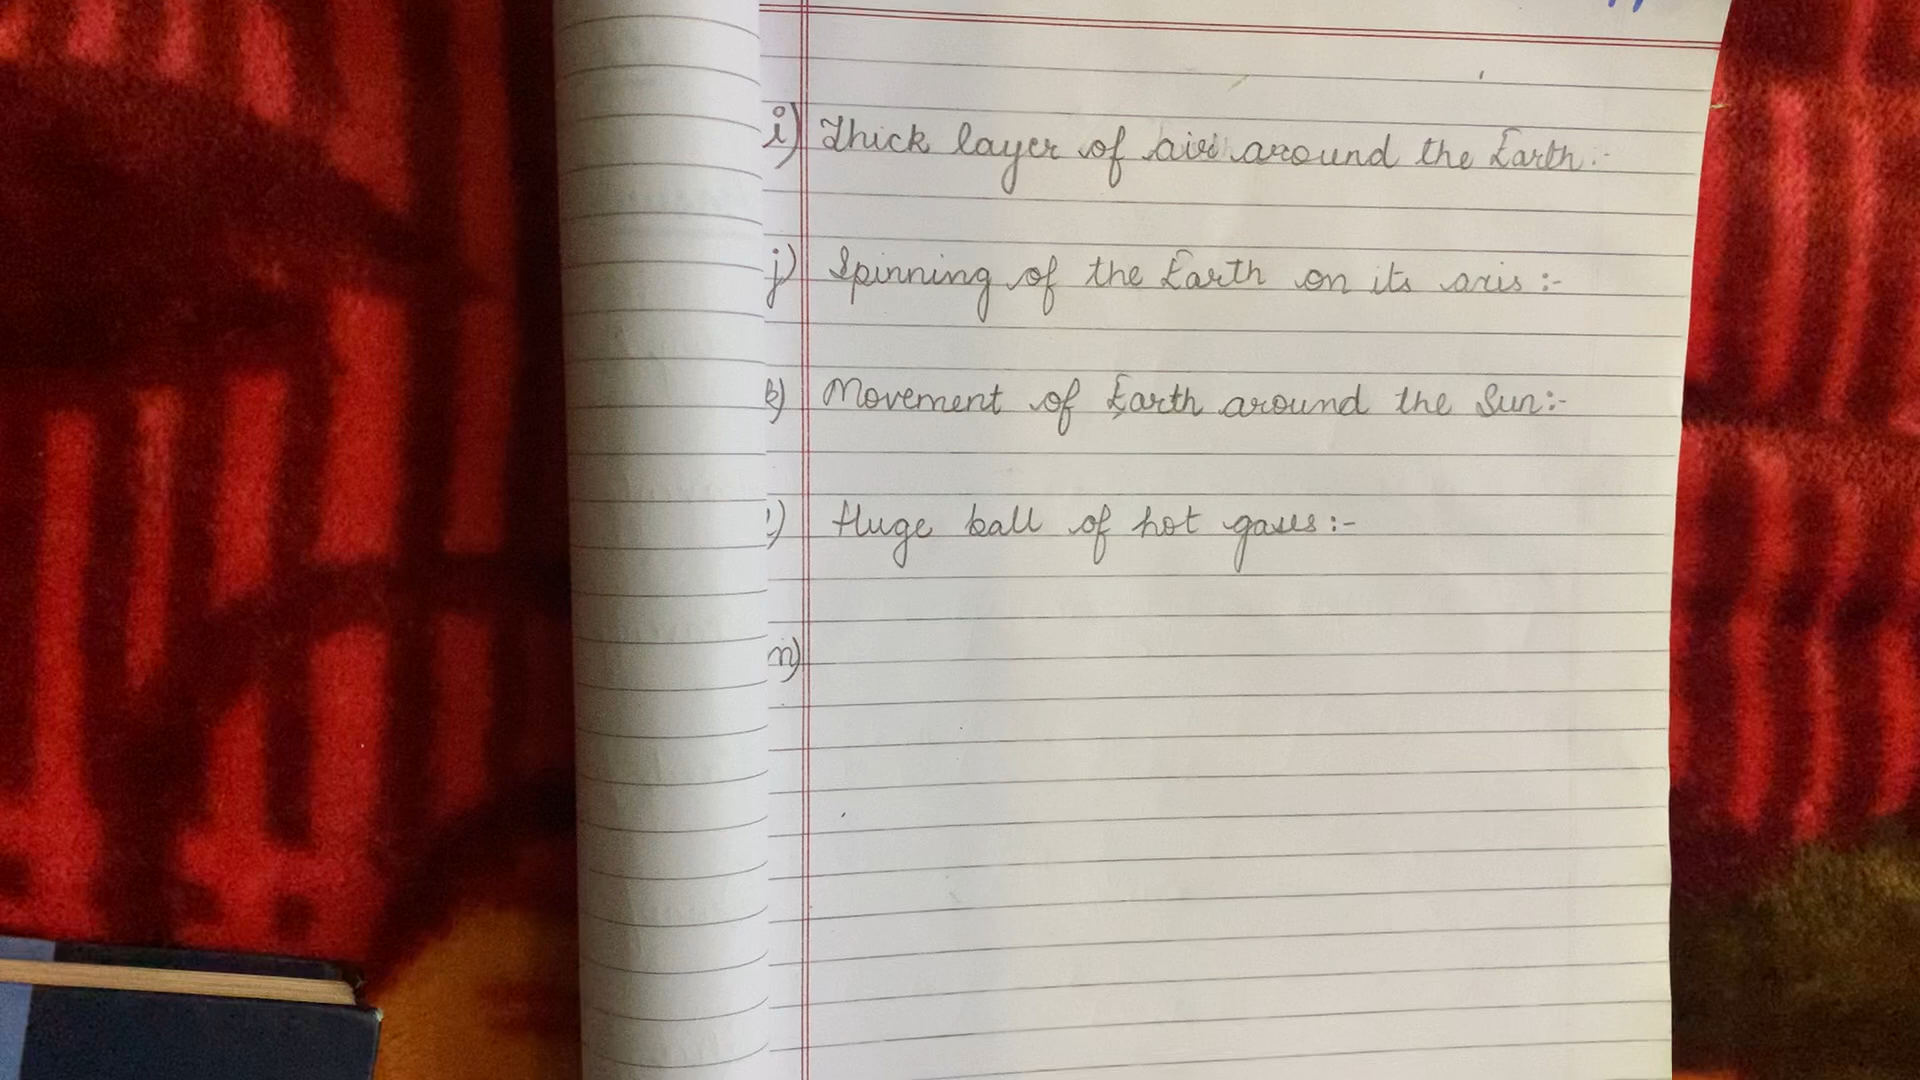 i) Thick layer of air around the Earth:-
j) Spinning of the Earth on its axis :-
k) Movement of Earth around the Sun:-
) Huge ball of hot gases :-
n)